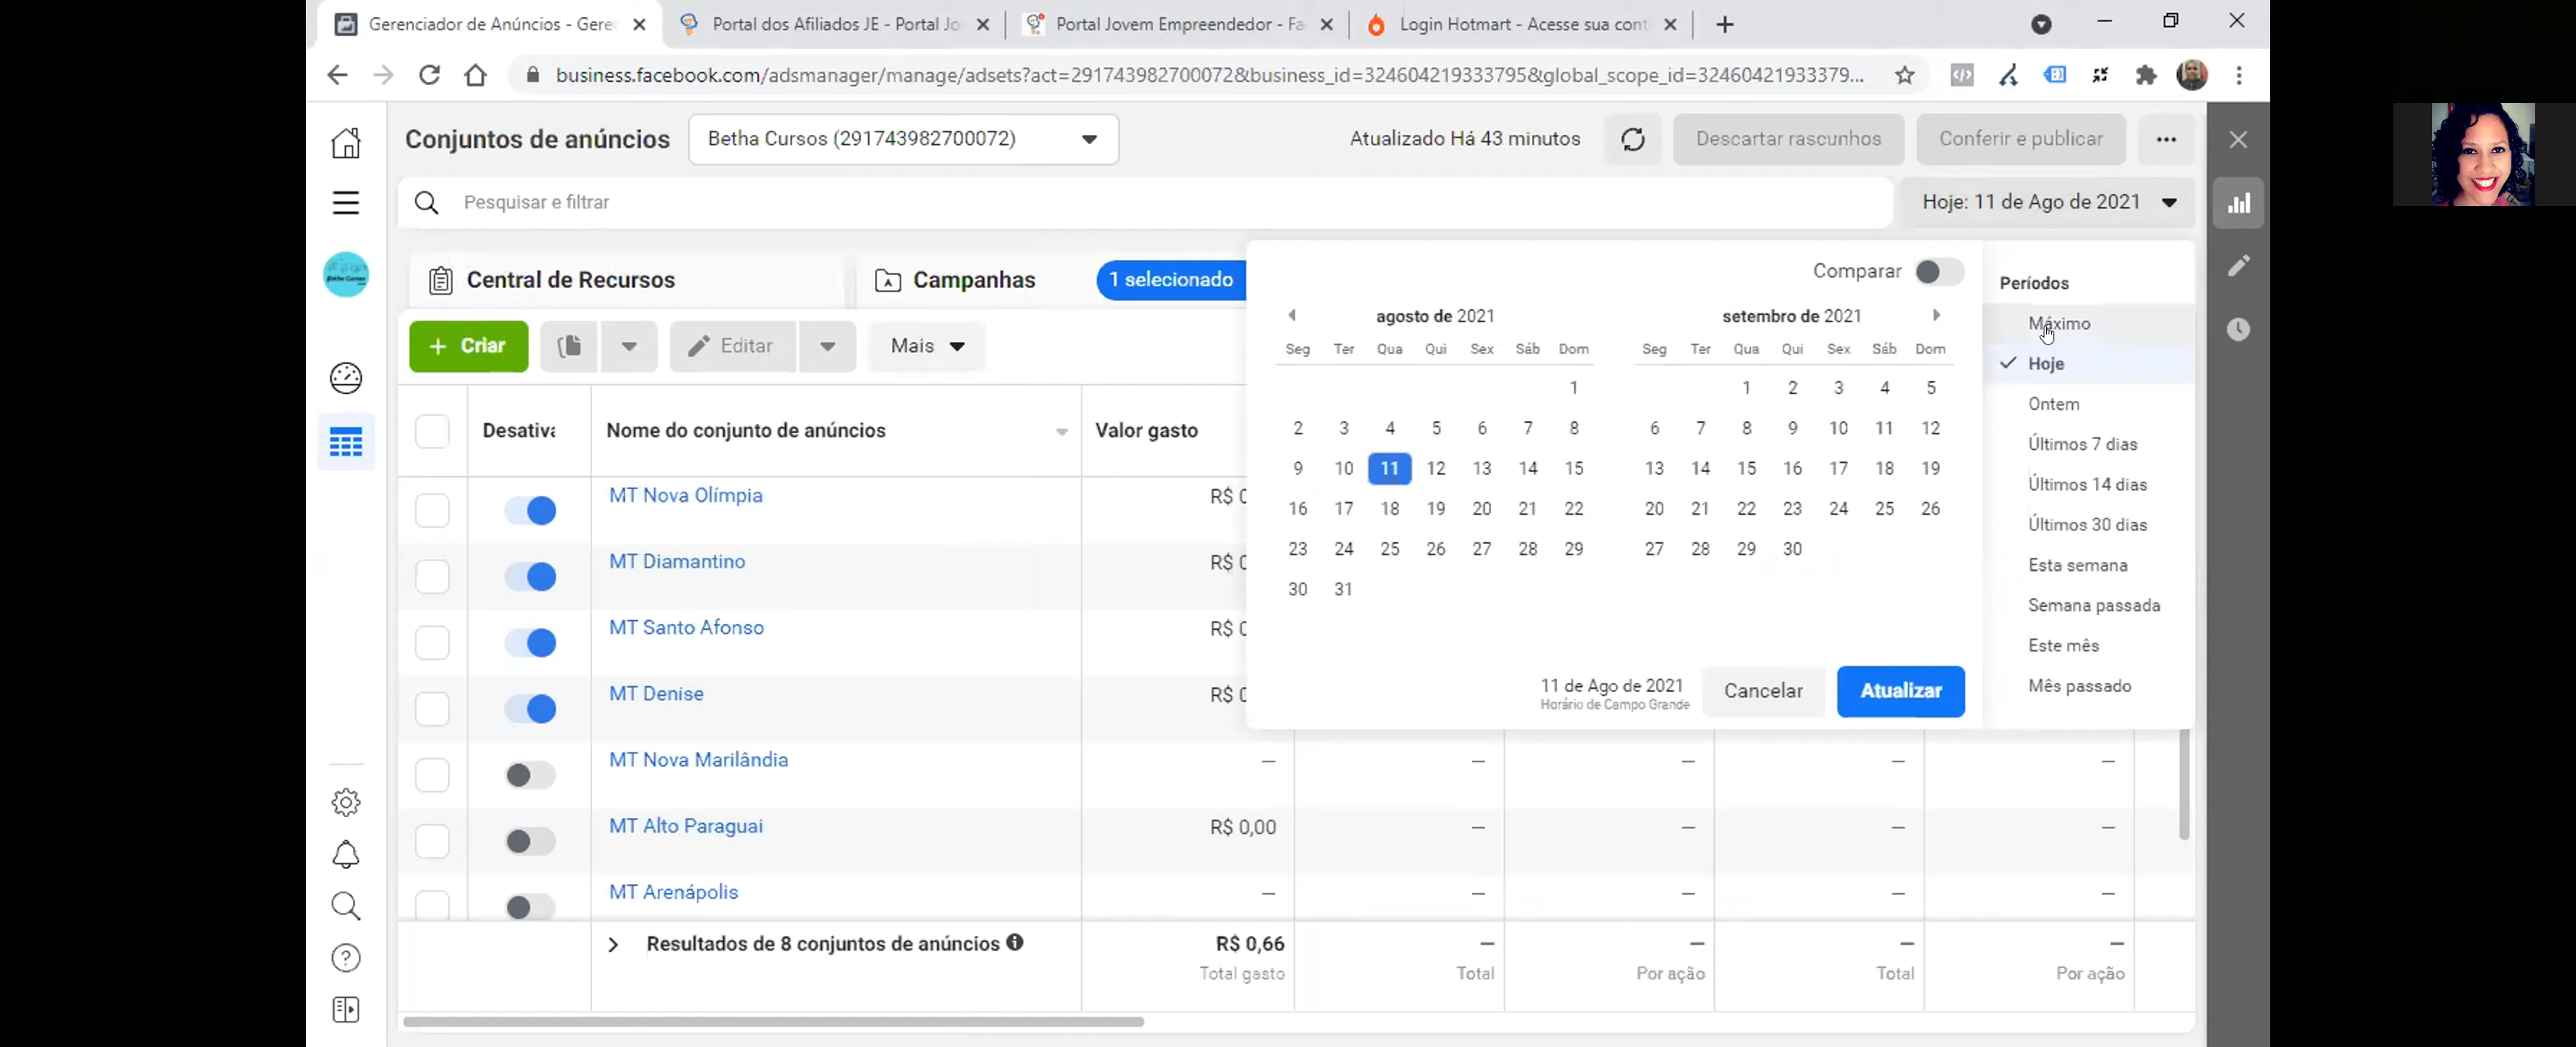 Gerenciador de Anúncios - Gere
Portal dos Afiliados JE - Portal Jo
Portal Jovem Empreendedor - Fa
Login Hotmart - Acesse sua cont
business.facebook.com/adsmanager/manage/adsets?act=291743982700072&business_id=324604219333795&global_scope_id=32460421933379...
Conjuntos de anúncios
Betha Cursos (291743982700072)
Atualizado Há 43 minutos
Descartar rascunhos
Conferir e publicar
Pesquisar e filtrar
Hoje: 11 de Ago de 2021
Central de Recursos
Campanhas
1 selecionado
+ Criar
Editar
Mais
Desativa
Nome do conjunto de anúncios
Valor gasto
MT Nova Olímpia
R$ 0
MT Diamantino
R$ 0
MT Santo Afonso
R$ 0
MT Denise
R$ 0
MT Nova Marilândia
— — — — —
MT Alto Paraguai
R$ 0,00 — — — —
MT Arenápolis
— — — — —
Resultados de 8 conjuntos de anúncios
R$ 0,66 — — — —
Total gasto Total Por ação Total Por ação
Comparar
agosto de 2021
Seg Ter Qua Qui Sex Sáb Dom
1
2 3 4 5 6 7 8
9 10 11 12 13 14 15
16 17 18 19 20 21 22
23 24 25 26 27 28 29
30 31
setembro de 2021
Seg Ter Qua Qui Sex Sáb Dom
1 2 3 4 5
6 7 8 9 10 11 12
13 14 15 16 17 18 19
20 21 22 23 24 25 26
27 28 29 30
11 de Ago de 2021
Horário de Campo Grande
Cancelar
Atualizar
Períodos
Máximo
Hoje
Ontem
Últimos 7 dias
Últimos 14 dias
Últimos 30 dias
Esta semana
Semana passada
Este mês
Mês passado